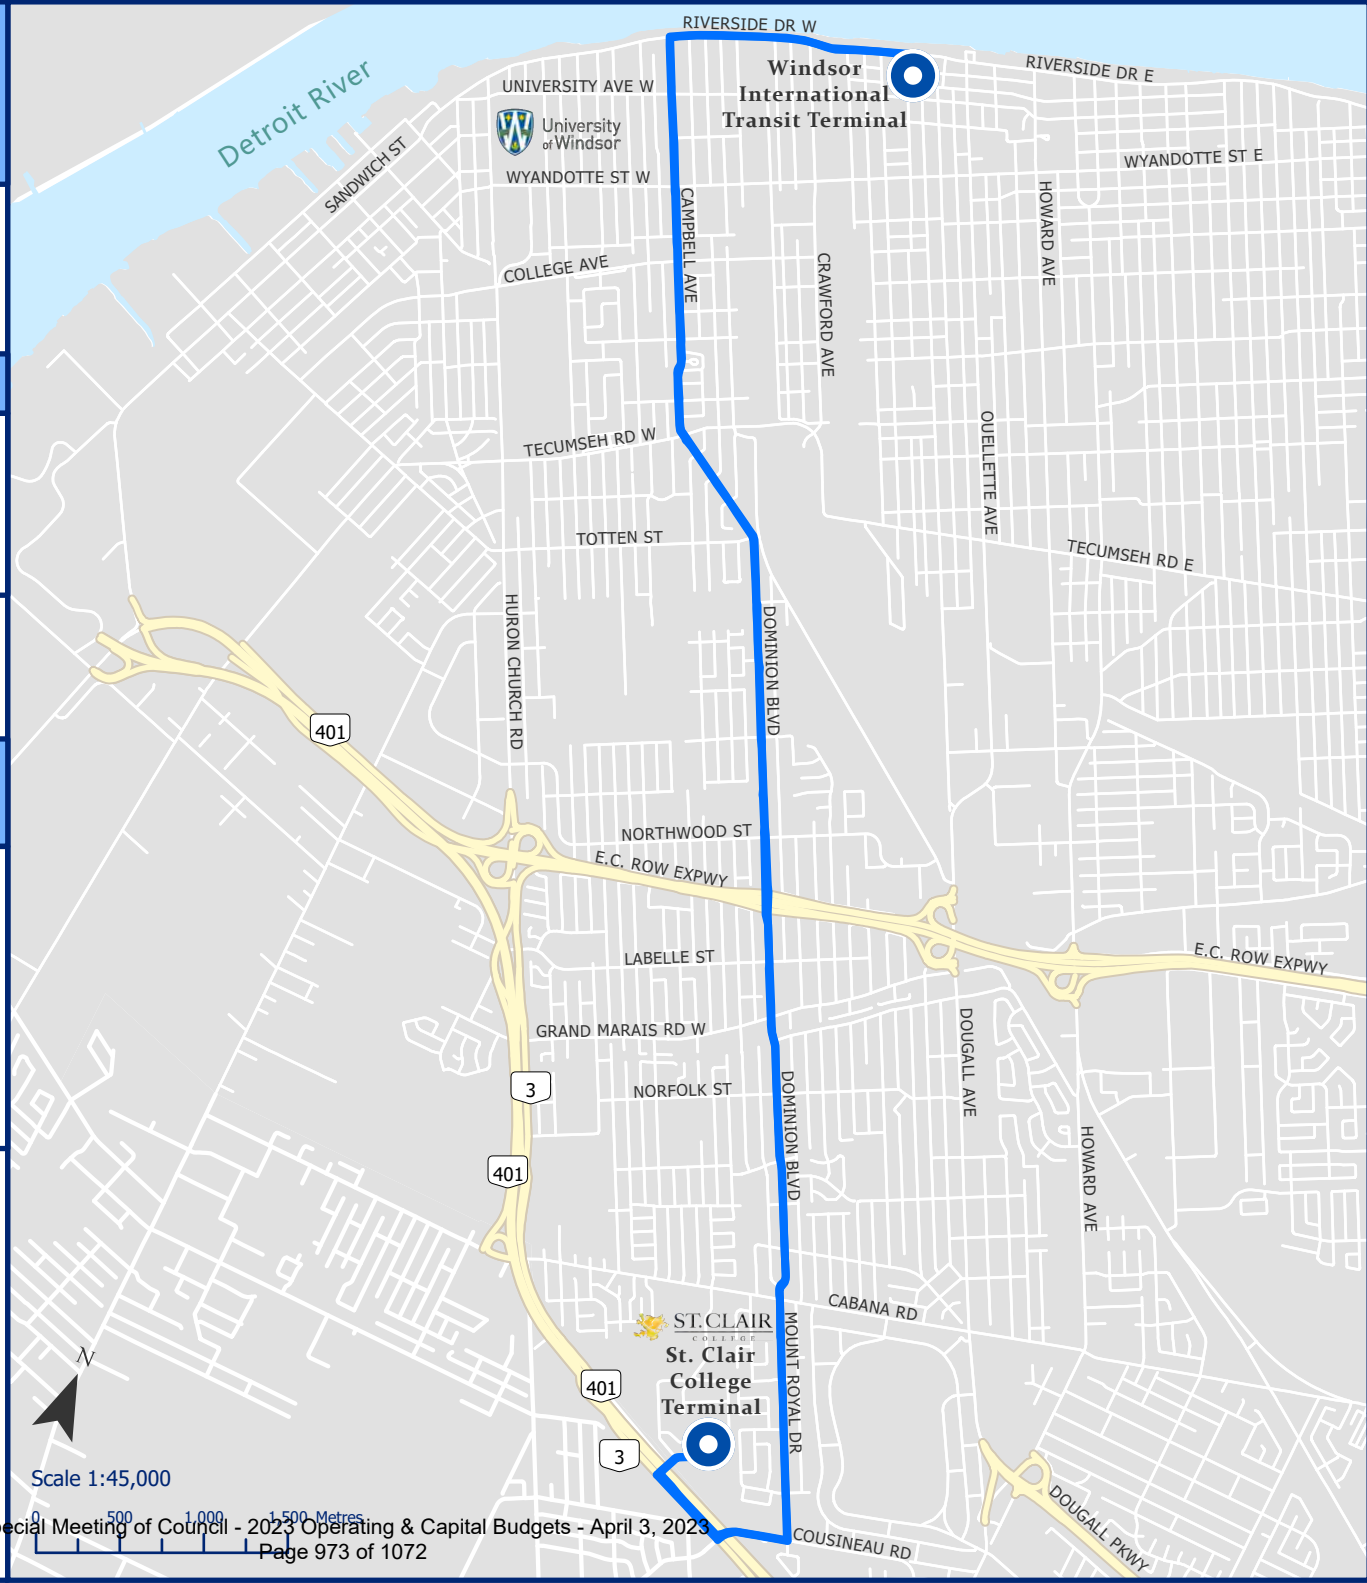 RIVERSIDE DR W
Windsor
International
Transit Terminal
RIVERSIDE DR E
Detroit River
UNIVERSITY AVE W
University
of Windsor
SANDWICH ST
WYANDOTTE ST E
WYANDOTTE ST W
CAMPBELL AVE
HOWARD AVE
COLLEGE AVE
CRAWFORD AVE
OUELLETTE AVE
TECUMSEH RD W
TOTTEN ST
TECUMSEH RD E
HURON CHURCH RD
DOMINION BLVD
401
NORTHWOOD ST
E.C. ROW EXPWY
LABELLE ST
E.C. ROW EXPWY
GRAND MARAIS RD W
DOUGALL AVE
3
NORFOLK ST
DOMINION BLVD
HOWARD AVE
401
CABANA RD
ST. CLAIR
COLLEGE
MOUNT ROYAL DR
St. Clair
College
Terminal
N
401
3
DOUGALL PKWY
COUSINEAU RD
Scale 1:45,000
0 500 1,000 1,500 Metres
ecial Meeting of Council - 2023 Operating & Capital Budgets - April 3, 2023
Page 973 of 1072